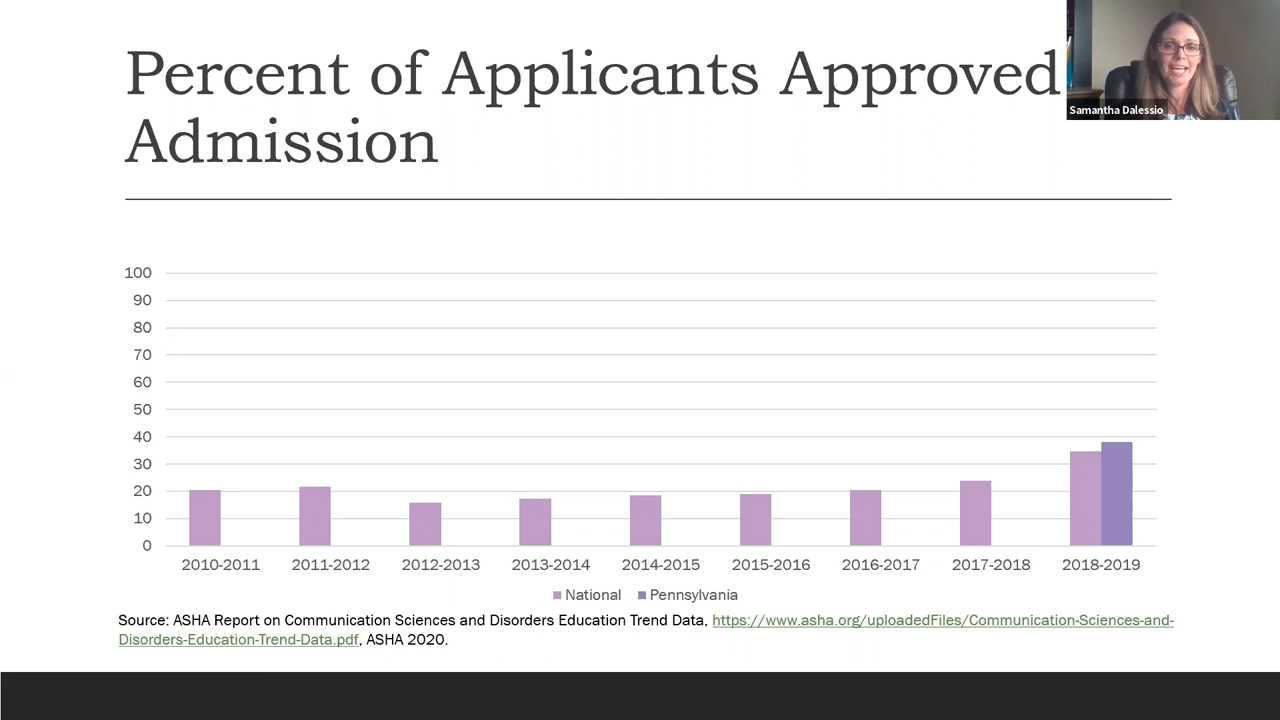 Percent of Applicants Approved
Admission
Samantha Dalessio
100
90
80
70
60
50
40
30
20
10
0
2010-2011 2011-2012 2012-2013 2013-2014 2014-2015 2015-2016 2016-2017 2017-2018 2018-2019
National Pennsylvania
Source: ASHA Report on Communication Sciences and Disorders Education Trend Data, https://www.asha.org/uploadedFiles/Communication-Sciences-and-
Disorders-Education-Trend-Data.pdf, ASHA 2020.